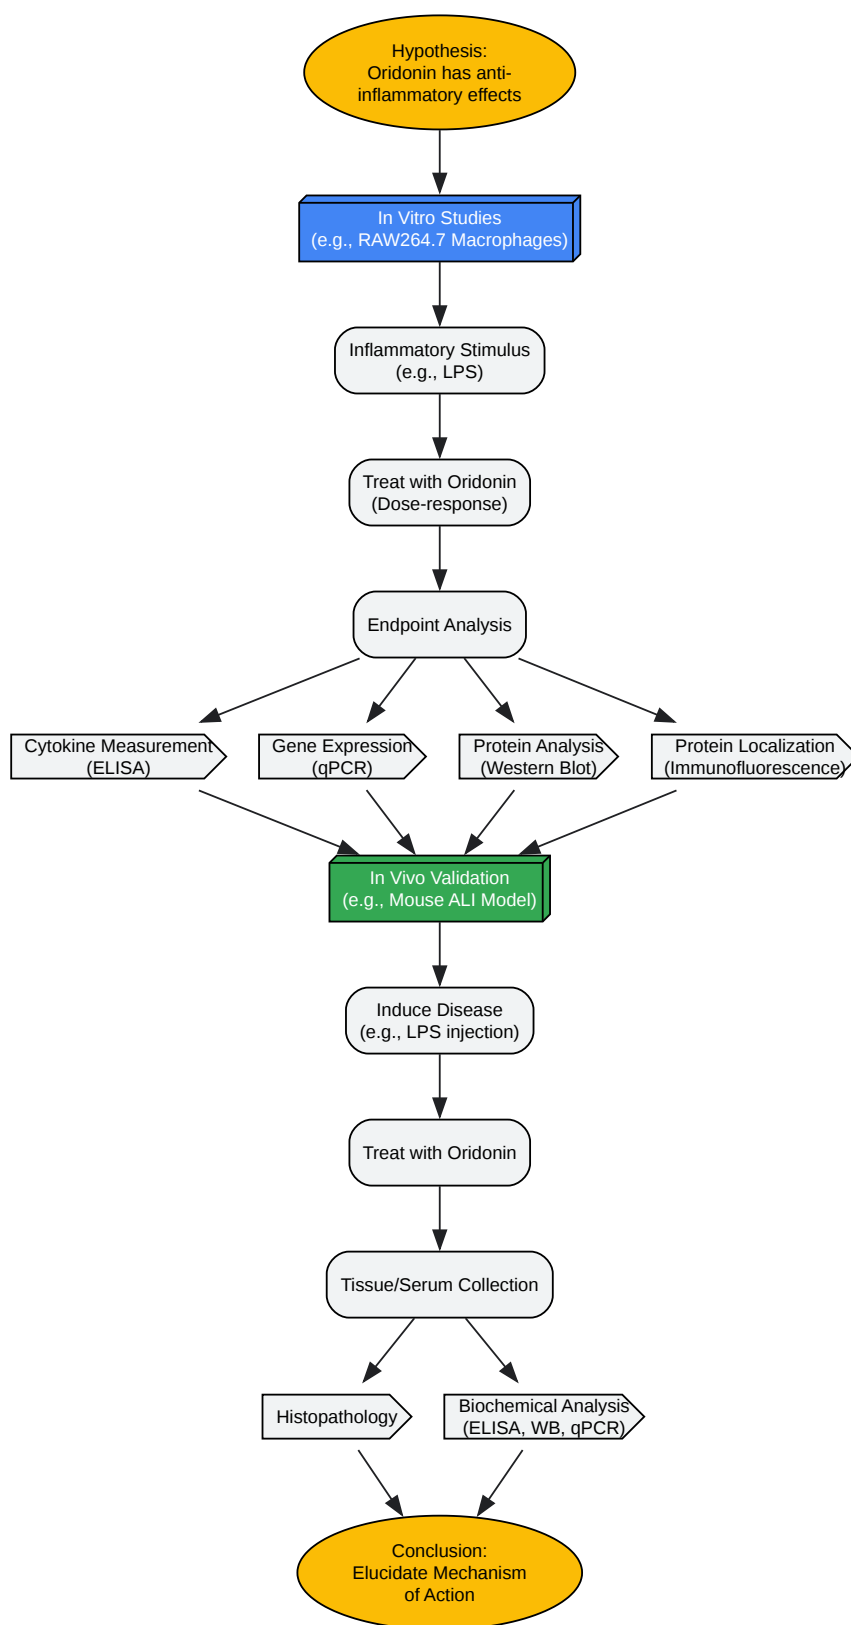 Hypothesis:
Oridonin has anti-
inflammatory effects
In Vitro Studies
(e.g., RAW264.7 Macrophages)
Inflammatory Stimulus
(e.g., LPS)
Treat with Oridonin
(Dose-response)
Endpoint Analysis
Cytokine Measurement
(ELISA)
Gene Expression
(qPCR)
Protein Analysis
(Western Blot)
Protein Localization
(Immunofluorescence)
In Vivo Validation
(e.g., Mouse ALI Model)
Induce Disease
(e.g., LPS injection)
Treat with Oridonin
Tissue/Serum Collection
Histopathology
Biochemical Analysis
(ELISA, WB, qPCR)
Conclusion:
Elucidate Mechanism
of Action